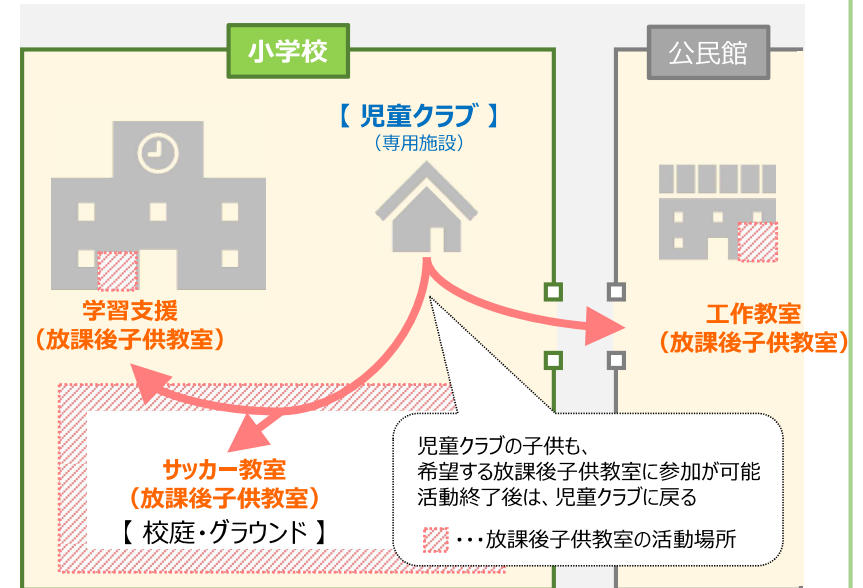 小学校
公民館
【 児童クラブ 】
（専用施設）
学習支援
（放課後子供教室）
工作教室
（放課後子供教室）
サッカー教室
（放課後子供教室）
【 校庭・グラウンド 】
児童クラブの子供も、
希望する放課後子供教室に参加が可能
活動終了後は、児童クラブに戻る
・・・放課後子供教室の活動場所